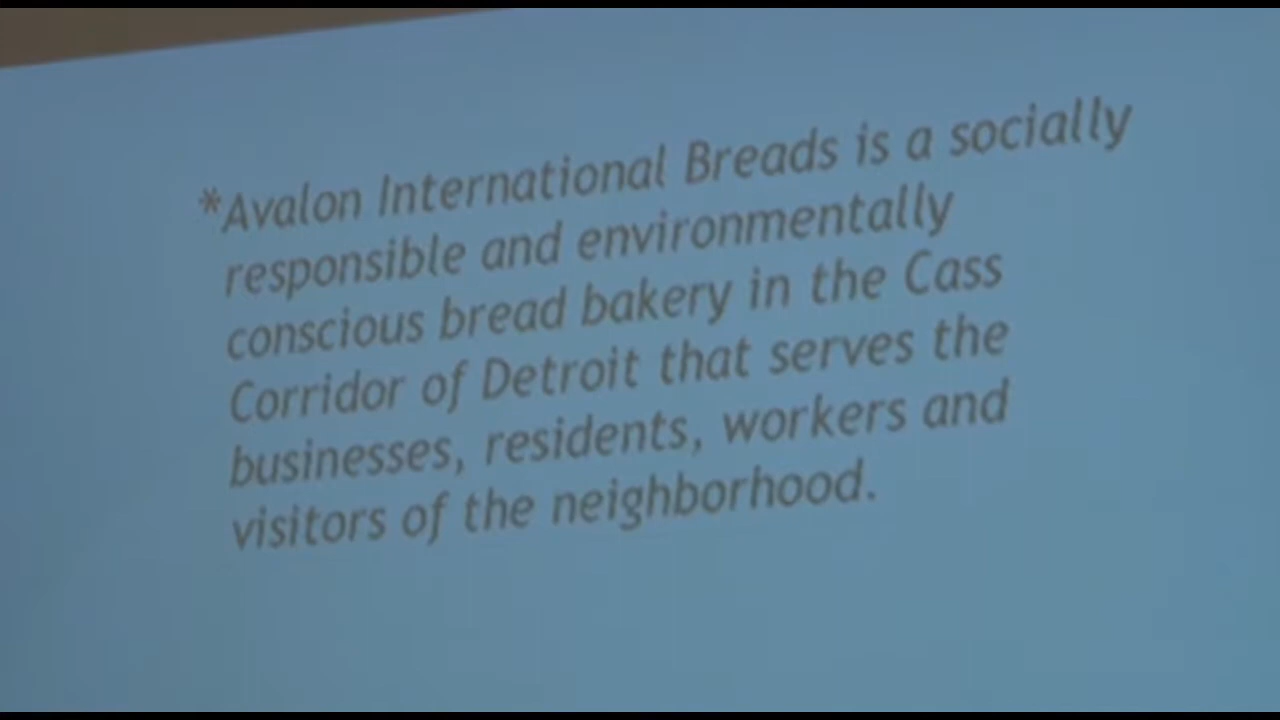 *Avalon International Breads is a socially
responsible and environmentally
conscious bread bakery in the Cass
Corridor of Detroit that serves the
businesses, residents, workers and
visitors of the neighborhood.